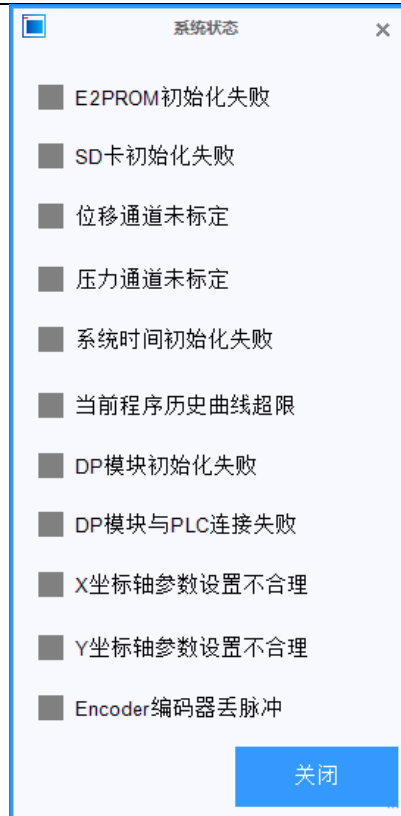 系统状态
E2PROM初始化失败
SD卡初始化失败
位移通道未标定
压力通道未标定
系统时间初始化失败
当前程序历史曲线超限
DP模块初始化失败
DP模块与PLC连接失败
X坐标轴参数设置不合理
Y坐标轴参数设置不合理
Encoder编码器丢脉冲
关闭